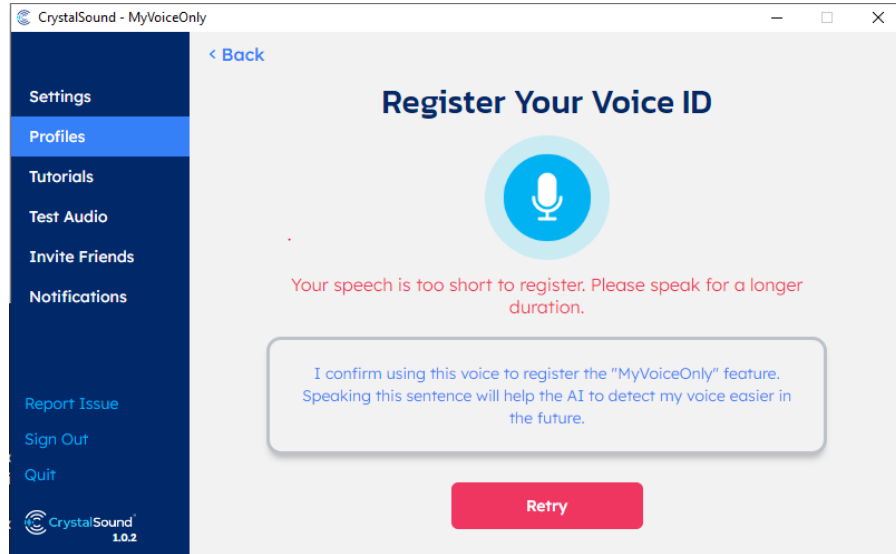 CrystalSound - MyVoiceOnly
< Back
Settings
Profiles
Tutorials
Test Audio
Invite Friends
Notifications
Report Issue
Sign Out
Quit
CrystalSound
1.0.2
Register Your Voice ID
Your speech is too short to register. Please speak for a longer
duration.
I confirm using this voice to register the "MyVoiceOnly" feature.
Speaking this sentence will help the AI to detect my voice easier in
the future.
Retry